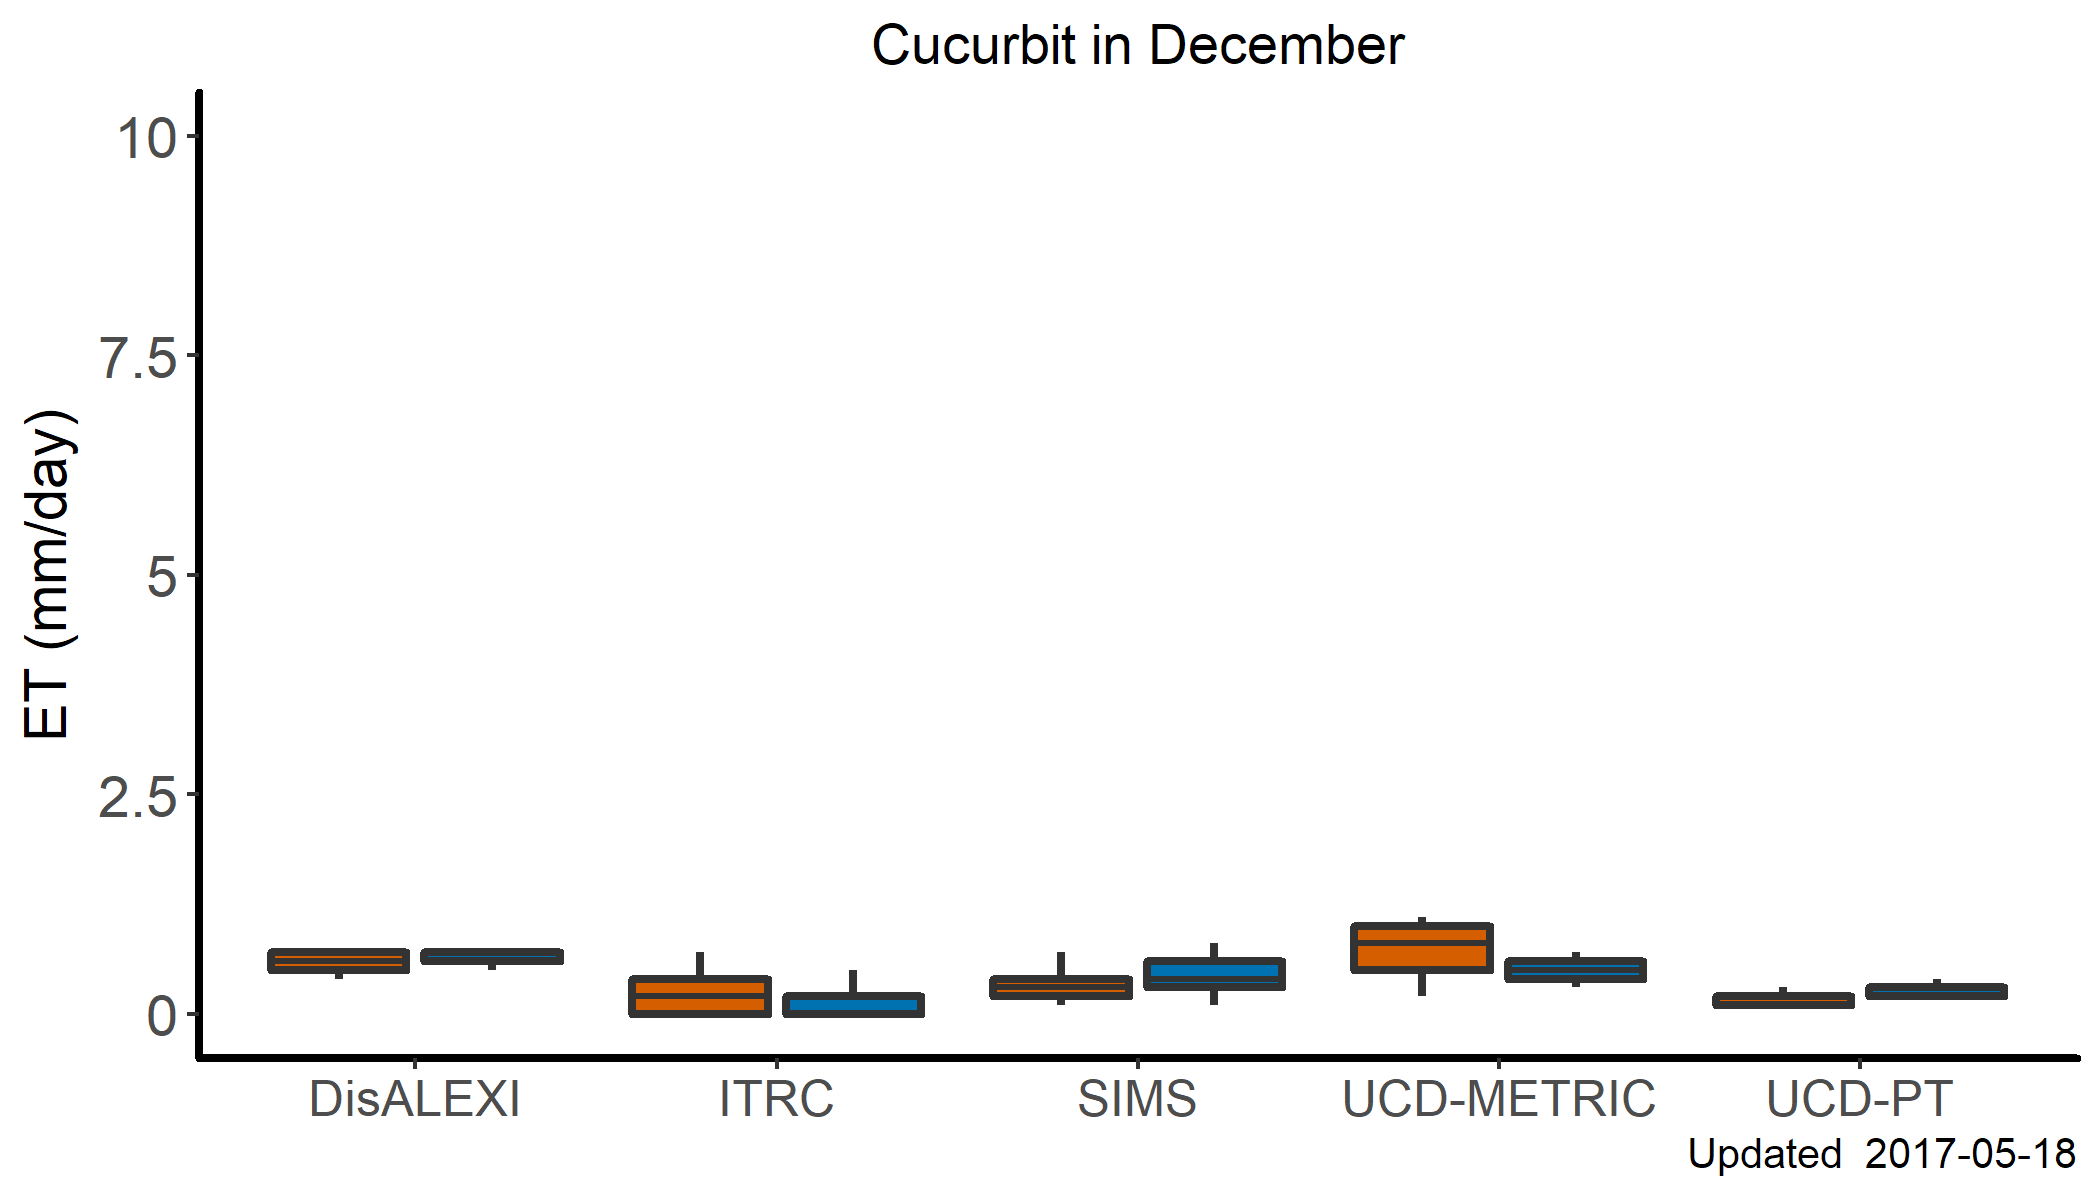 Cucurbit in December
ET (mm/day)
10
7.5
5
2.5
0
DisALEXI ITRC SIMS UCD-METRIC UCD-PT
Updated  2017-05-18